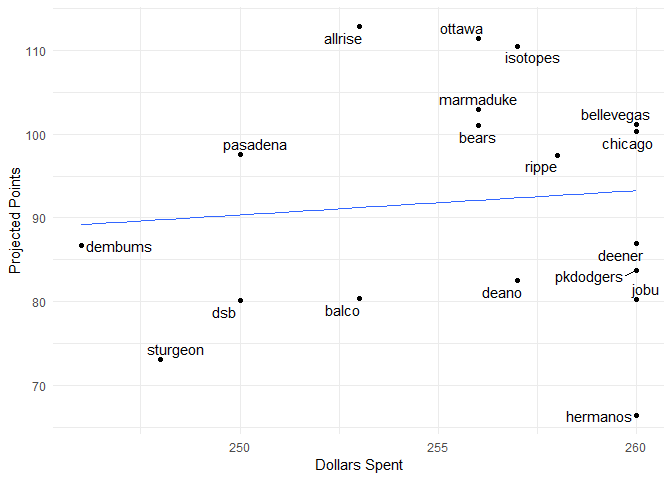 allrise
ottawa
isotopes
110
marmaduke
bellevegas
bears
chicago
pasadena
rippe
100
Projected Points
90
dembums
deener
pkdodgers
jobu
deano
80
dsb
balco
sturgeon
70
hermanos
250
255
260
Dollars Spent